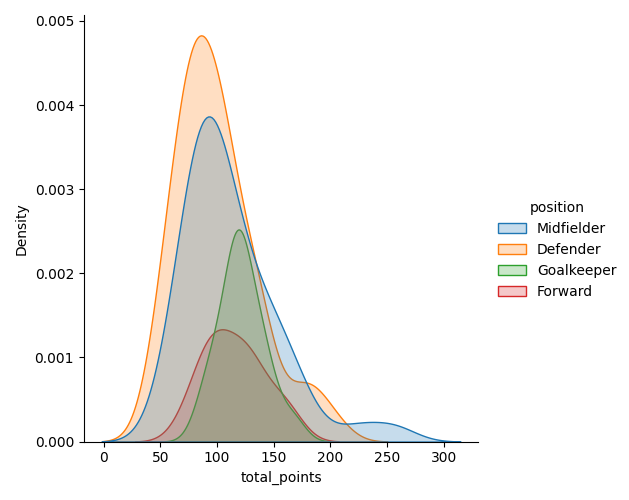 0.005
0.004
0.003
0.002
0.001
0.000
Density
0 50 100 150 200 250 300
total_points
position
Midfielder
Defender
Goalkeeper
Forward